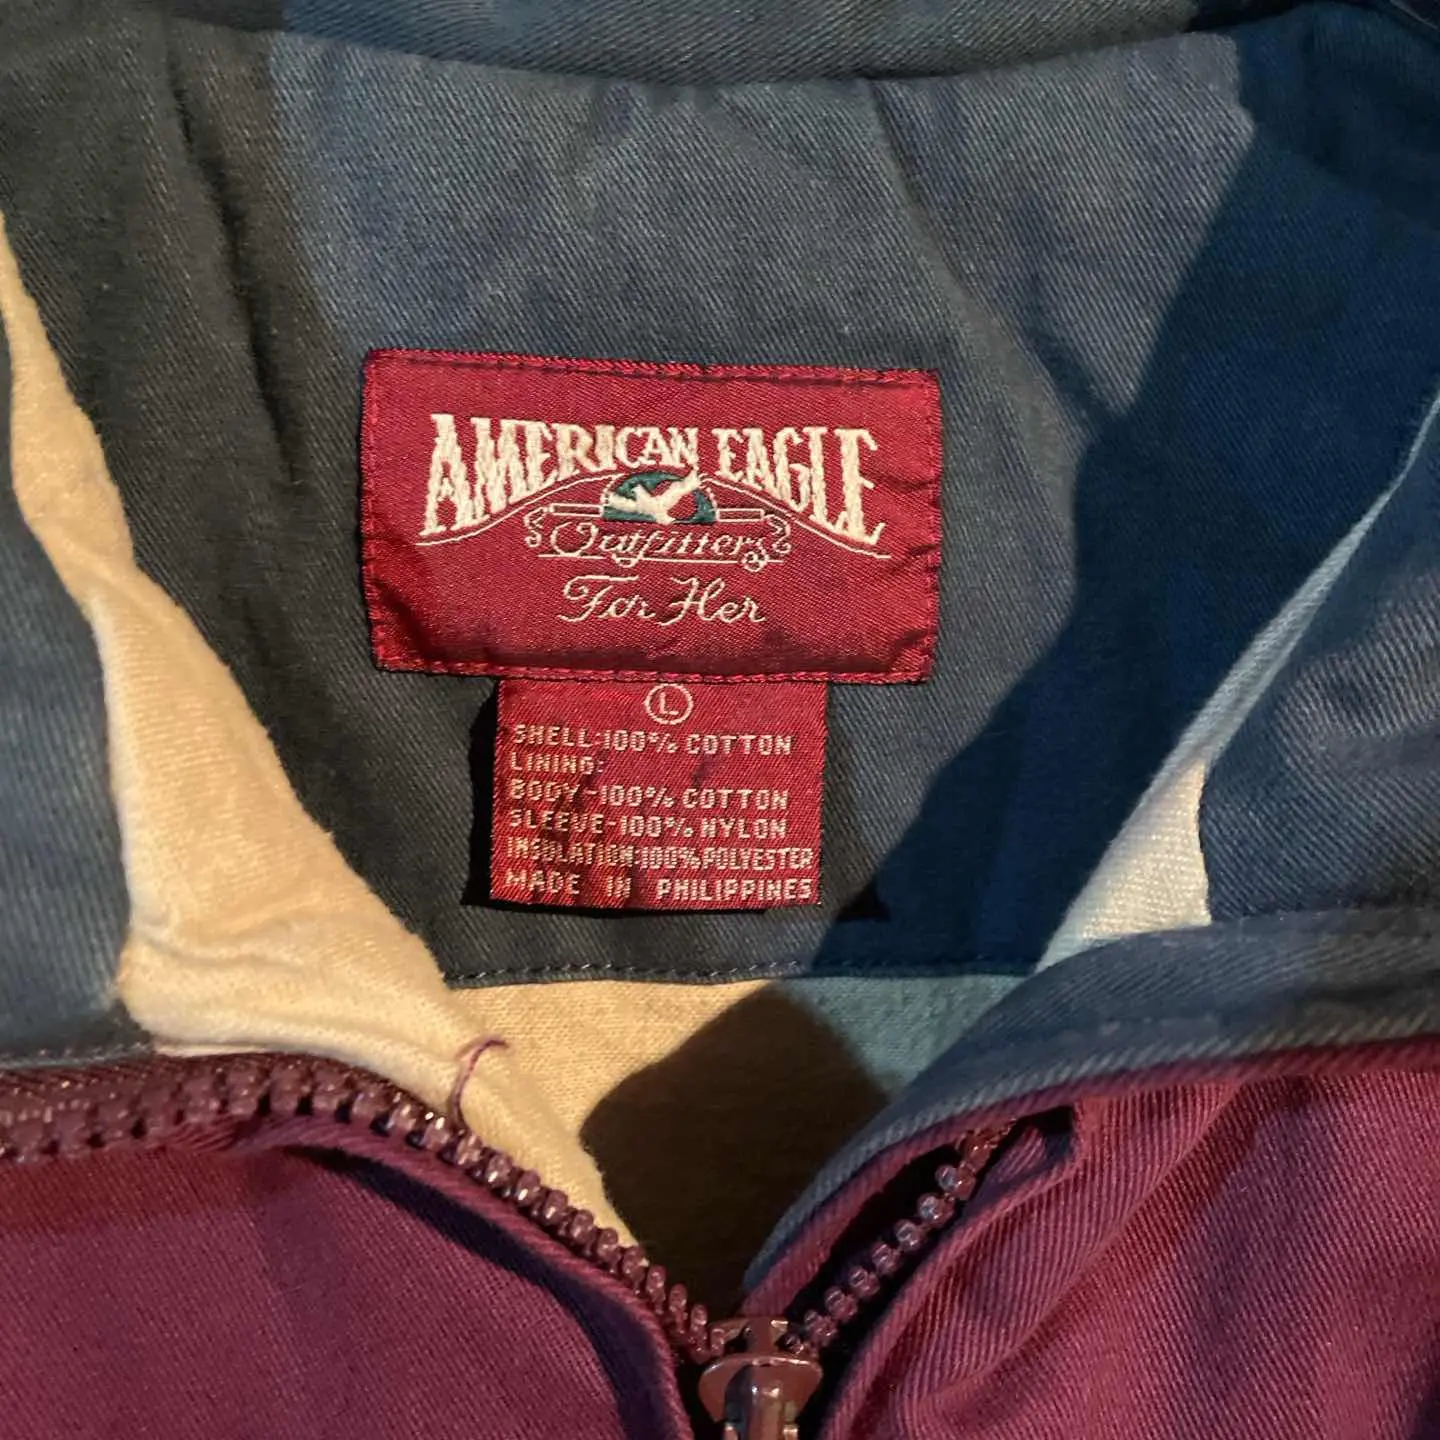 AMERICAN EAGLE
Outfitters
For Her
L
SHELL:100% COTTON
LINING:
BODY-100% COTTON
SLEEVE-100% NYLON
INSULATION:100% POLYESTER
MADE IN PHILIPPINES